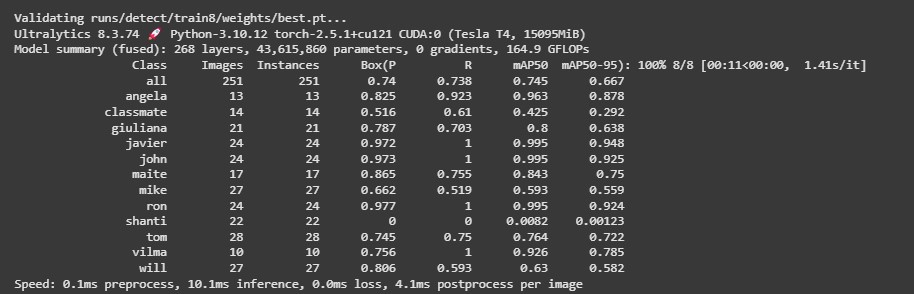 Validating runs/detect/train8/weights/best.pt...
Ultralytics 8.3.74 🚀 Python-3.10.12 torch-2.5.1+cu121 CUDA:0 (Tesla T4, 15095MiB)
Model summary (fused): 268 layers, 43,615,860 parameters, 0 gradients, 164.9 GFLOPs
Class Images Instances Box(P R mAP50 mAP50-95): 100% 8/8 [00:11<00:00, 1.41s/it]
all 251 251 0.74 0.738 0.745 0.667
angela 13 13 0.825 0.923 0.963 0.878
classmate 14 14 0.516 0.61 0.425 0.292
giuliana 21 21 0.787 0.703 0.8 0.638
javier 24 24 0.972 1 0.995 0.948
john 24 24 0.973 1 0.995 0.925
maite 17 17 0.865 0.755 0.843 0.75
mike 27 27 0.662 0.519 0.593 0.559
ron 24 24 0.977 1 0.995 0.924
shanti 22 22 0 0 0.0082 0.00123
tom 28 28 0.745 0.75 0.764 0.722
vilma 10 10 0.756 1 0.926 0.785
will 27 27 0.806 0.593 0.63 0.582
Speed: 0.1ms preprocess, 10.1ms inference, 0.0ms loss, 4.1ms postprocess per image